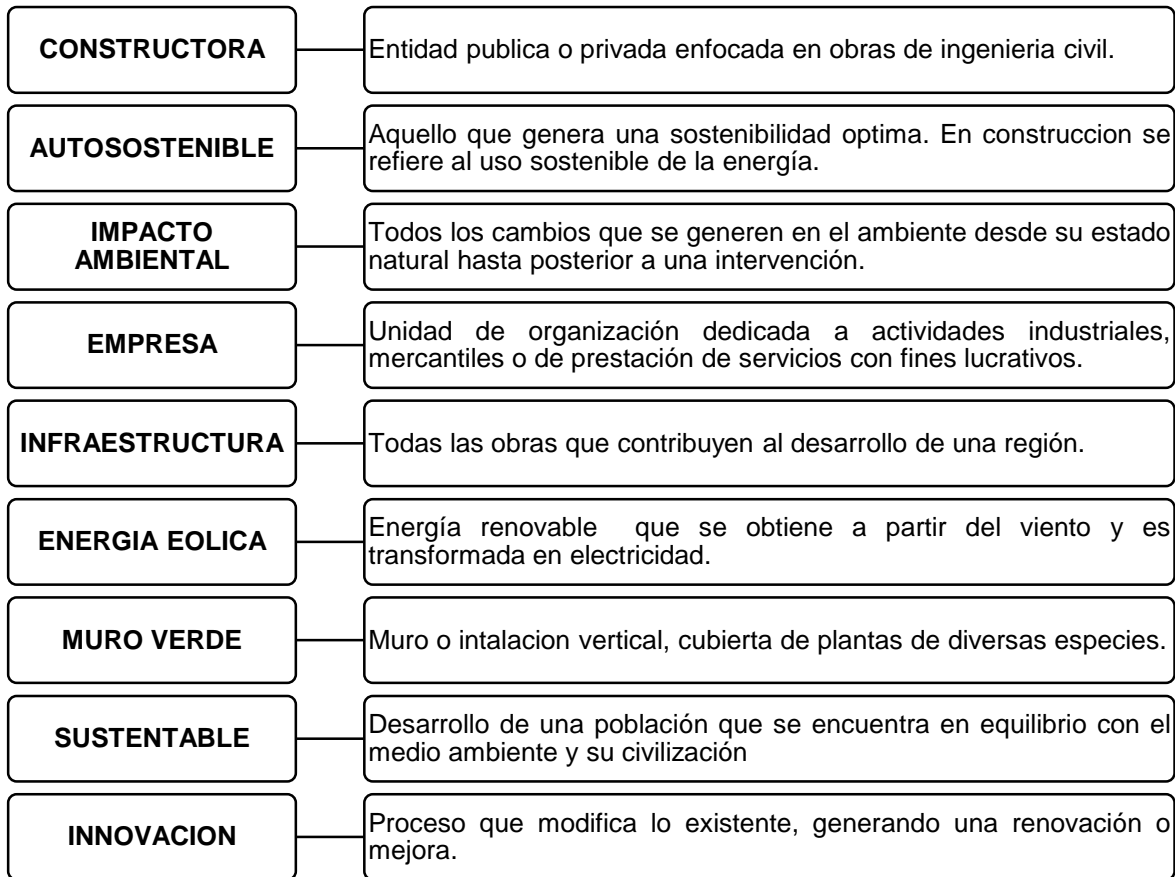 CONSTRUCTORA
Entidad publica o privada enfocada en obras de ingenieria civil.
AUTOSOSTENIBLE
Aquello que genera una sostenibilidad optima. En construccion se
refiere al uso sostenible de la energía.
IMPACTO
AMBIENTAL
Todos los cambios que se generen en el ambiente desde su estado
natural hasta posterior a una intervención.
EMPRESA
Unidad de organización dedicada a actividades industriales,
mercantiles o de prestación de servicios con fines lucrativos.
INFRAESTRUCTURA
Todas las obras que contribuyen al desarrollo de una región.
ENERGIA EOLICA
Energía renovable que se obtiene a partir del viento y es
transformada en electricidad.
MURO VERDE
Muro o intalacion vertical, cubierta de plantas de diversas especies.
SUSTENTABLE
Desarrollo de una población que se encuentra en equilibrio con el
medio ambiente y su civilización
INNOVACION
Proceso que modifica lo existente, generando una renovación o
mejora.